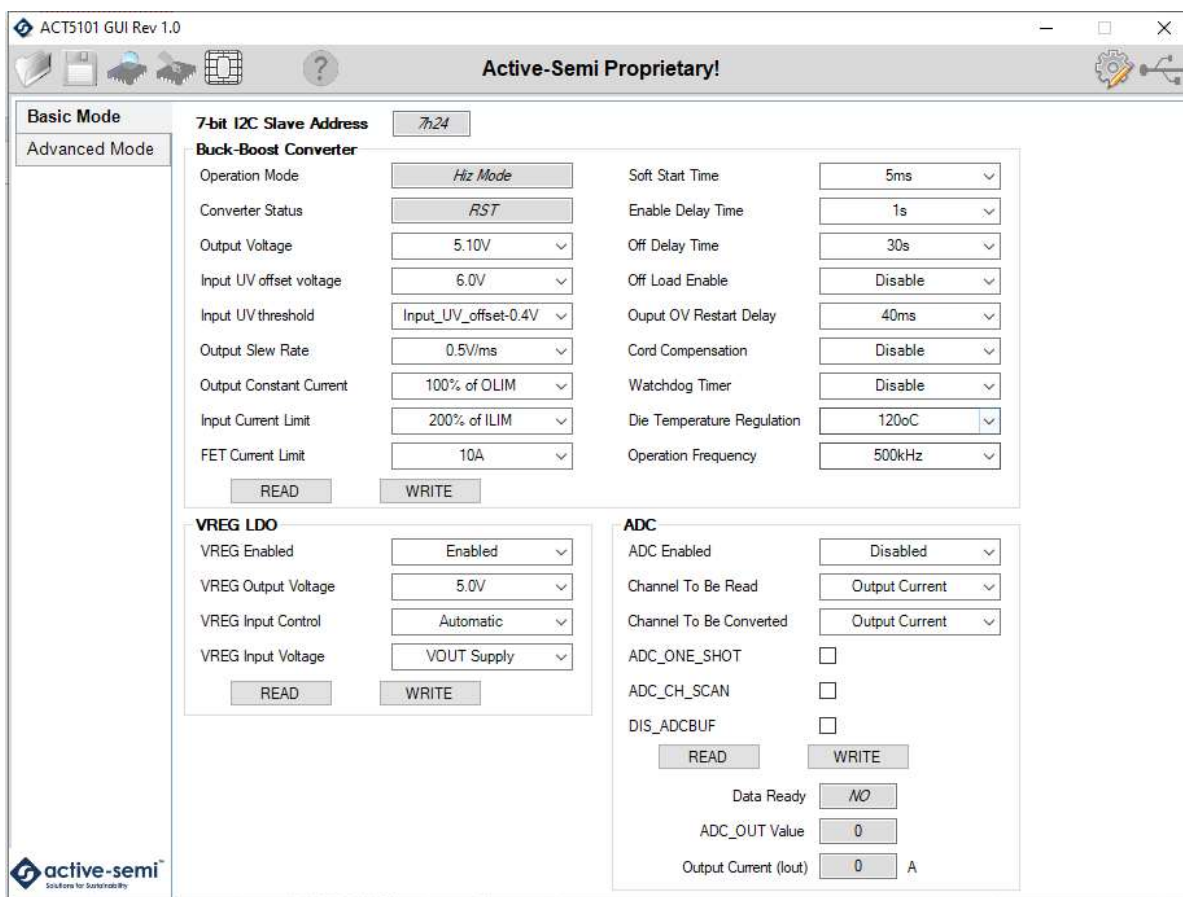 ACT5101 GUI Rev 1.0
?
Active-Semi Proprietary!
Basic Mode
Advanced Mode
7-bit I2C Slave Address 7h24
Buck-Boost Converter
Operation Mode Hiz Mode Soft Start Time 5ms
Converter Status RST Enable Delay Time 1s
Output Voltage 5.10V Off Delay Time 30s
Input UV offset voltage 6.0V Off Load Enable Disable
Input UV threshold Input_UV_offset-0.4V Ouput OV Restart Delay 40ms
Output Slew Rate 0.5V/ms Cord Compensation Disable
Output Constant Current 100% of OLIM Watchdog Timer Disable
Input Current Limit 200% of ILIM Die Temperature Regulation 120oC
FET Current Limit 10A Operation Frequency 500kHz
READ WRITE
VREG LDO
VREG Enabled Enabled
VREG Output Voltage 5.0V
VREG Input Control Automatic
VREG Input Voltage VOUT Supply
READ WRITE
ADC
ADC Enabled Disabled
Channel To Be Read Output Current
Channel To Be Converted Output Current
ADC_ONE_SHOT
ADC_CH_SCAN
DIS_ADCBUF
READ WRITE
Data Ready NO
ADC_OUT Value 0
Output Current (Iout) 0 A
active-semi™
Solutions for Sustainability